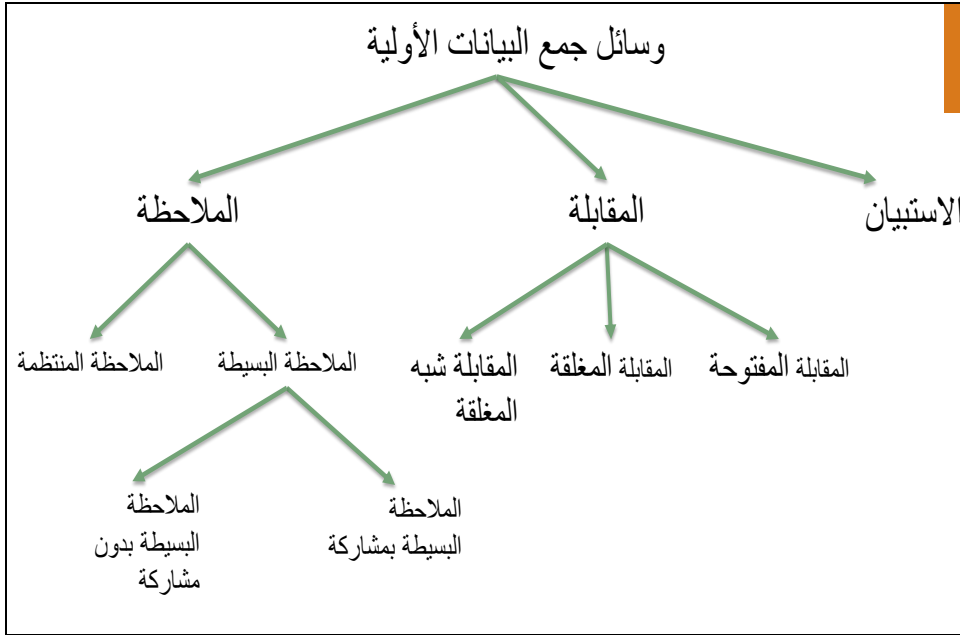 وسائل جمع البيانات الأولية
الاستبيان
المقابلة
الملاحظة
المقابلة المفتوحة
المقابلة المغلقة
المقابلة شبه
المغلقة
الملاحظة البسيطة
الملاحظة المنتظمة
الملاحظة
البسيطة بمشاركة
الملاحظة
البسيطة بدون
مشاركة